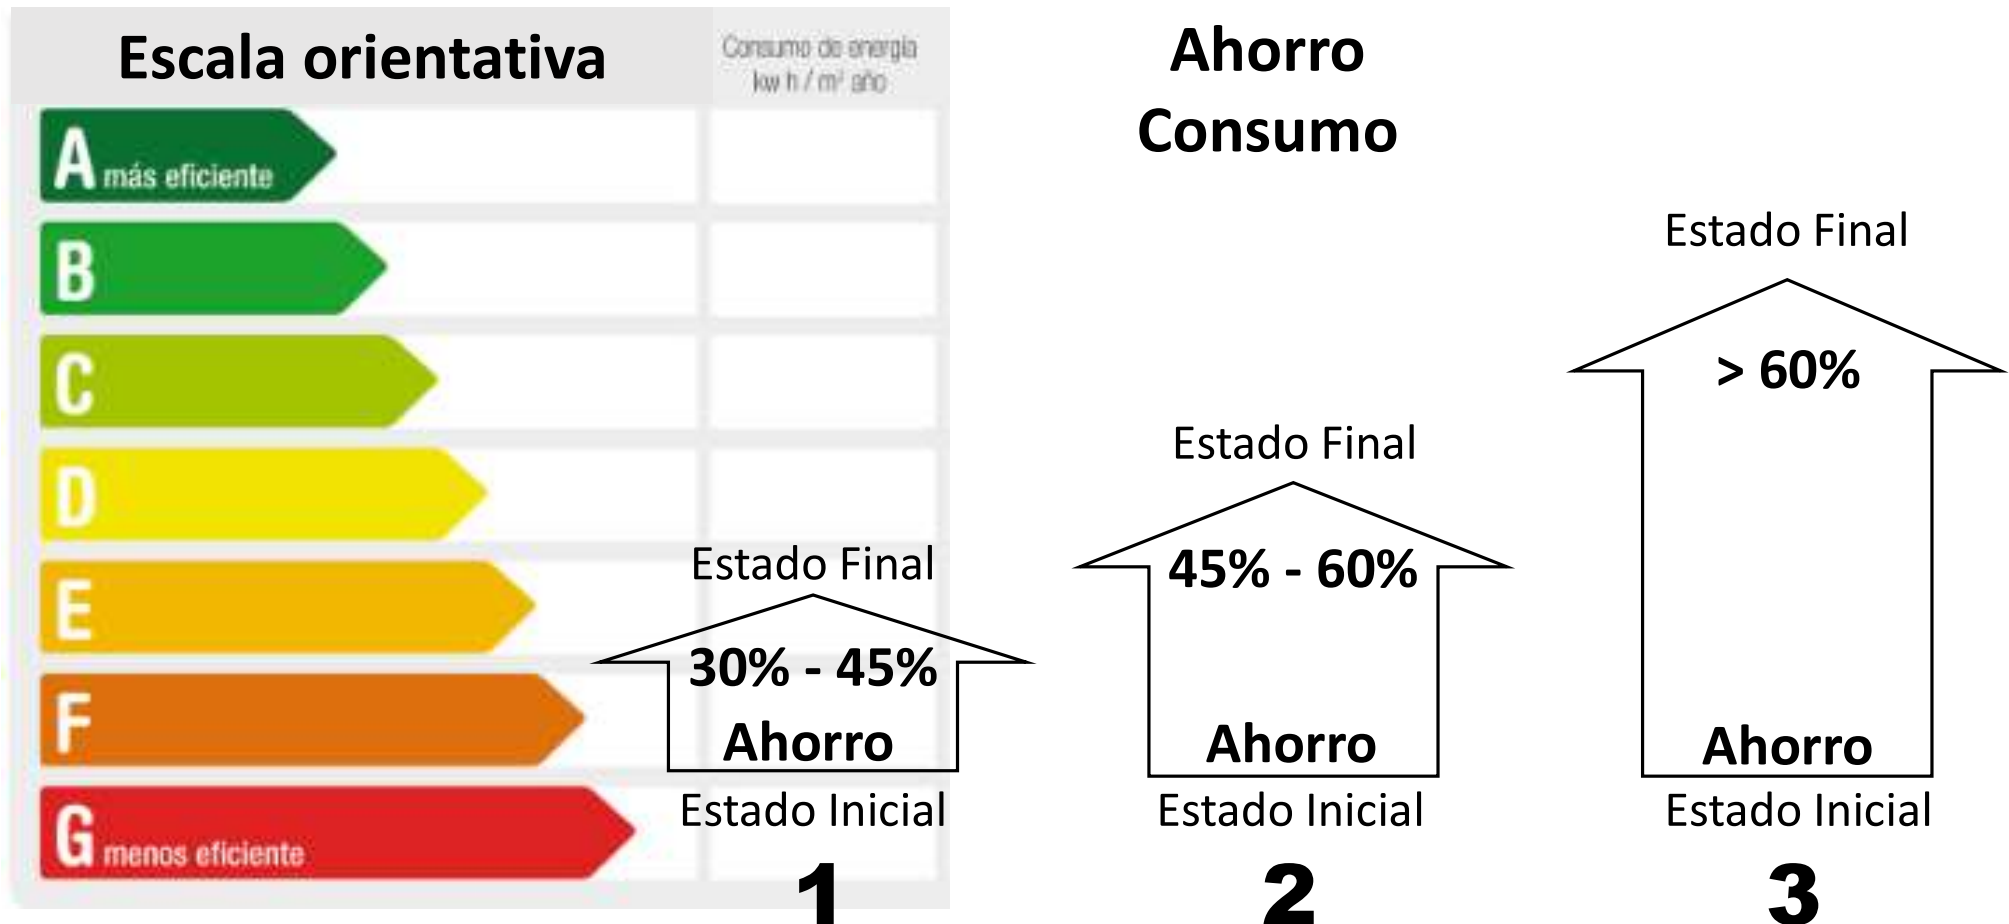 Escala orientativa
Consumo de energía
kw h / m² año
A más eficiente
B
C
D
E
F
G menos eficiente
Ahorro
Consumo
Estado Final
30% - 45%
Ahorro
Estado Inicial
1
Estado Final
45% - 60%
Ahorro
Estado Inicial
2
Estado Final
> 60%
Ahorro
Estado Inicial
3